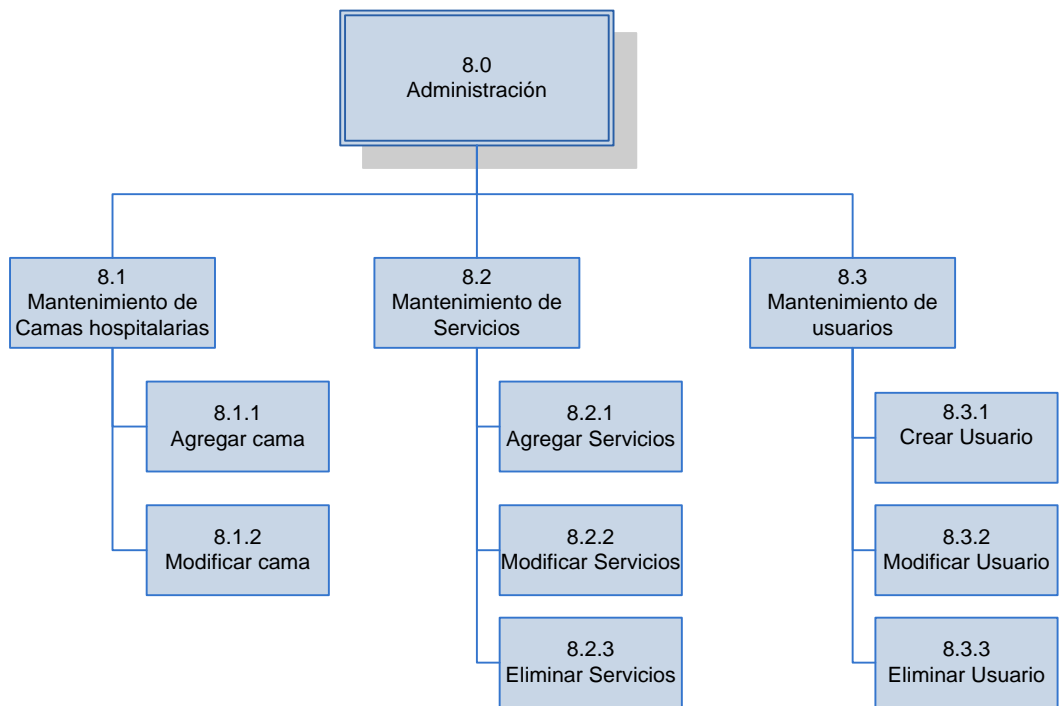 8.0
Administración
8.1
Mantenimiento de
Camas hospitalarias
8.2
Mantenimiento de
Servicios
8.3
Mantenimiento de
usuarios
8.1.1
Agregar cama
8.1.2
Modificar cama
8.2.1
Agregar Servicios
8.2.2
Modificar Servicios
8.2.3
Eliminar Servicios
8.3.1
Crear Usuario
8.3.2
Modificar Usuario
8.3.3
Eliminar Usuario